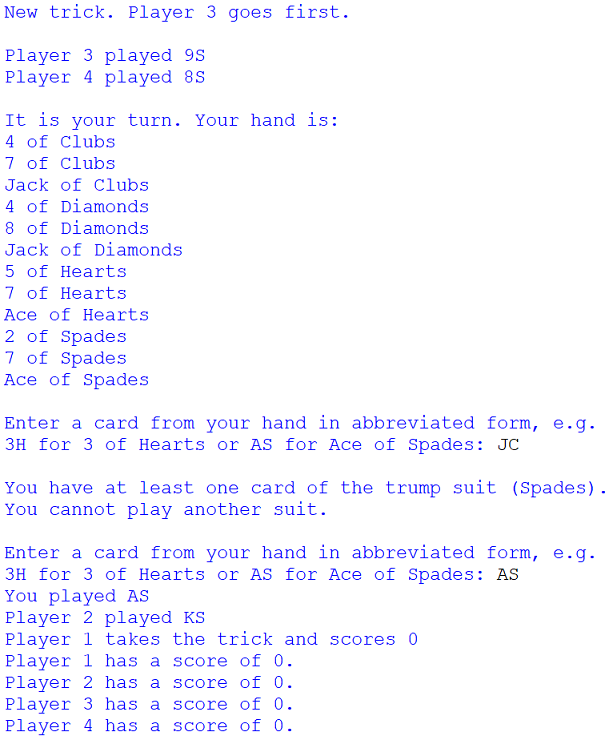 New trick. Player 3 goes first.
Player 3 played 9S
Player 4 played 8S
It is your turn. Your hand is:
4 of Clubs
7 of Clubs
Jack of Clubs
4 of Diamonds
8 of Diamonds
Jack of Diamonds
5 of Hearts
7 of Hearts
Ace of Hearts
2 of Spades
7 of Spades
Ace of Spades
Enter a card from your hand in abbreviated form, e.g.
3H for 3 of Hearts or AS for Ace of Spades: JC
You have at least one card of the trump suit (Spades).
You cannot play another suit.
Enter a card from your hand in abbreviated form, e.g.
3H for 3 of Hearts or AS for Ace of Spades: AS
You played AS
Player 2 played KS
Player 1 takes the trick and scores 0
Player 1 has a score of 0.
Player 2 has a score of 0.
Player 3 has a score of 0.
Player 4 has a score of 0.